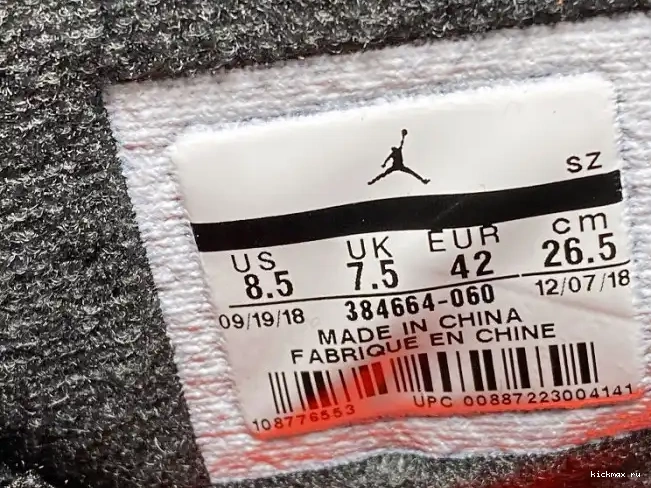 SZ
US UK EUR cm
8.5 7.5 42 26.5
09/19/18 384664-060 12/07/18
MADE IN CHINA
FABRIQUE EN CHINE
108776553 UPC 00887223004141
kickmax.ru